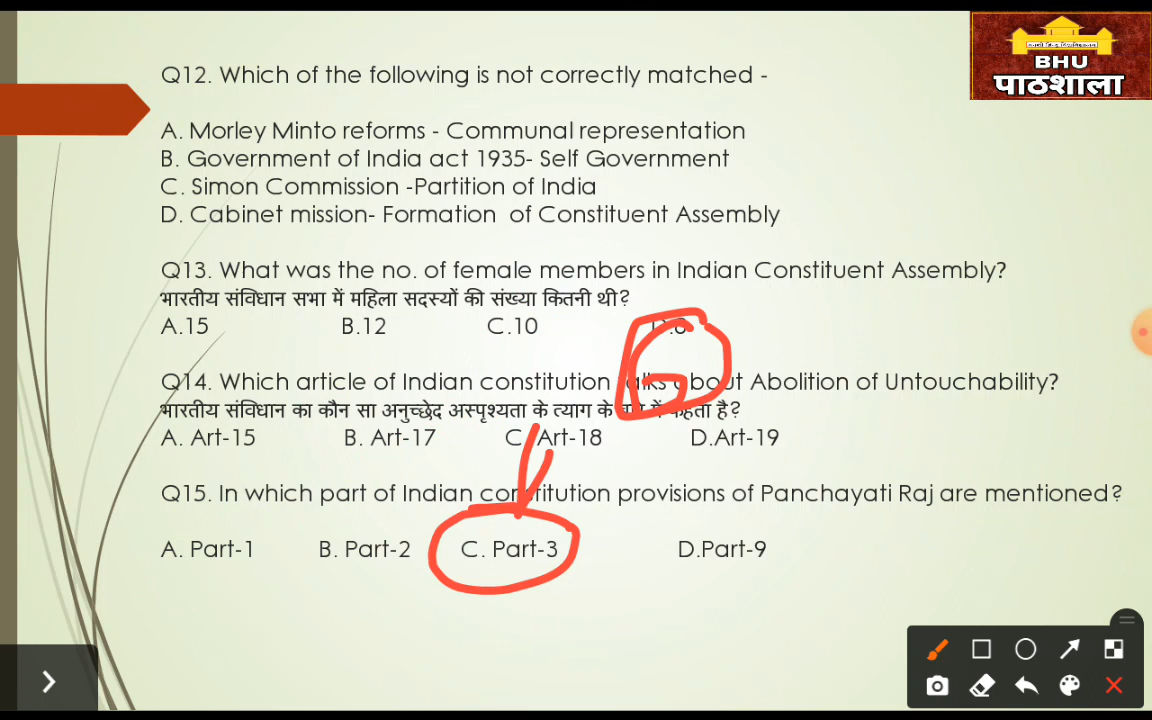 BHU
पाठशाला
Q12. Which of the following is not correctly matched -
A. Morley Minto reforms - Communal representation
B. Government of India act 1935- Self Government
C. Simon Commission -Partition of India
D. Cabinet mission- Formation of Constituent Assembly
Q13. What was the no. of female members in Indian Constituent Assembly?
भारतीय संविधान सभा में महिला सदस्यों की संख्या कितनी थी?
A.15 B.12 C.10
Q14. Which article of Indian constitution talks about Abolition of Untouchability?
भारतीय संविधान का कौन सा अनुच्छेद अस्पृश्यता के त्याग के में कहता है?
A. Art-15 B. Art-17 C. Art-18 D.Art-19
Q15. In which part of Indian constitution provisions of Panchayati Raj are mentioned?
A. Part-1 B. Part-2 C. Part-3 D.Part-9